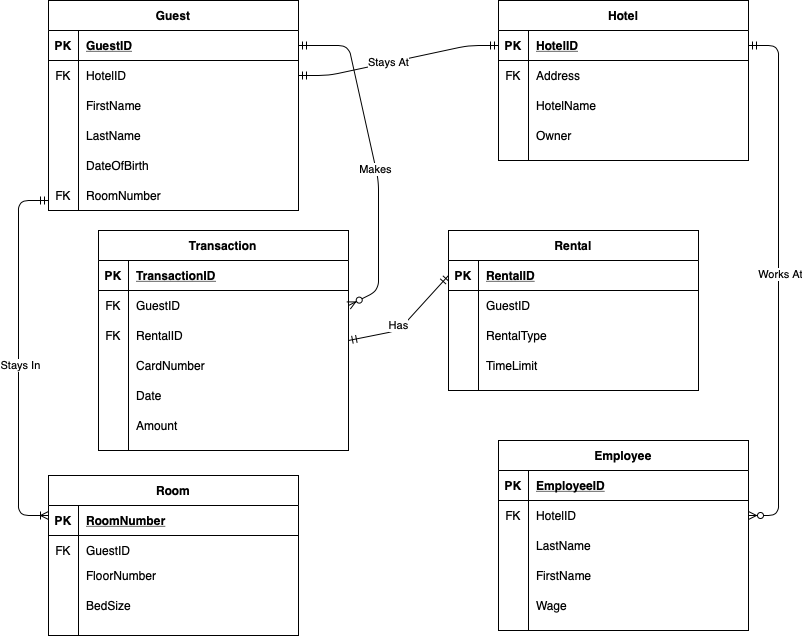 Guest
PK GuestID
FK HotelID
FirstName
LastName
DateOfBirth
FK RoomNumber
Hotel
PK HotelID
FK Address
HotelName
Owner
Stays At
Makes
Transaction
PK TransactionID
FK GuestID
FK RentalID
CardNumber
Date
Amount
Rental
PK RentalID
GuestID
RentalType
TimeLimit
Has
Works At
Stays In
Room
PK RoomNumber
FK GuestID
FloorNumber
BedSize
Employee
PK EmployeeID
FK HotelID
LastName
FirstName
Wage